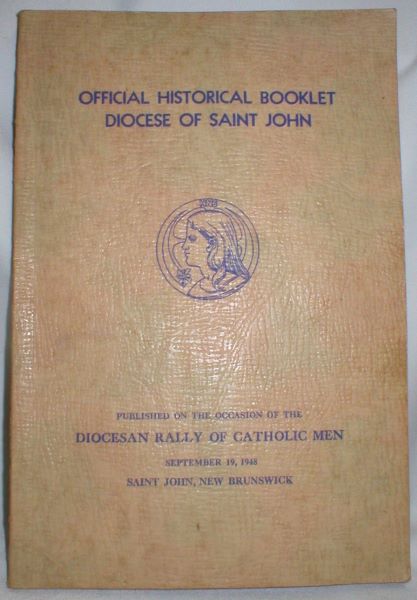 OFFICIAL HISTORICAL BOOKLET
DIOCESE OF SAINT JOHN
PUBLISHED ON THE OCCASION OF THE
DIOCESAN RALLY OF CATHOLIC MEN
SEPTEMBER 19, 1948
SAINT JOHN, NEW BRUNSWICK